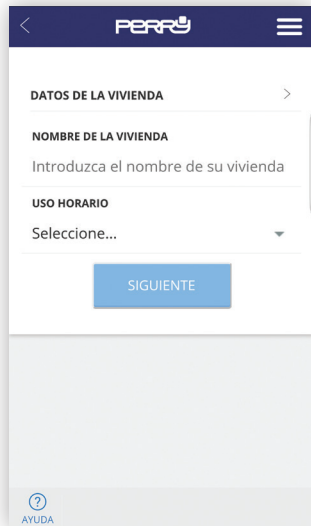 PERRY
DATOS DE LA VIVIENDA
NOMBRE DE LA VIVIENDA
Introduzca el nombre de su vivienda
USO HORARIO
Seleccione...
SIGUIENTE
AYUDA